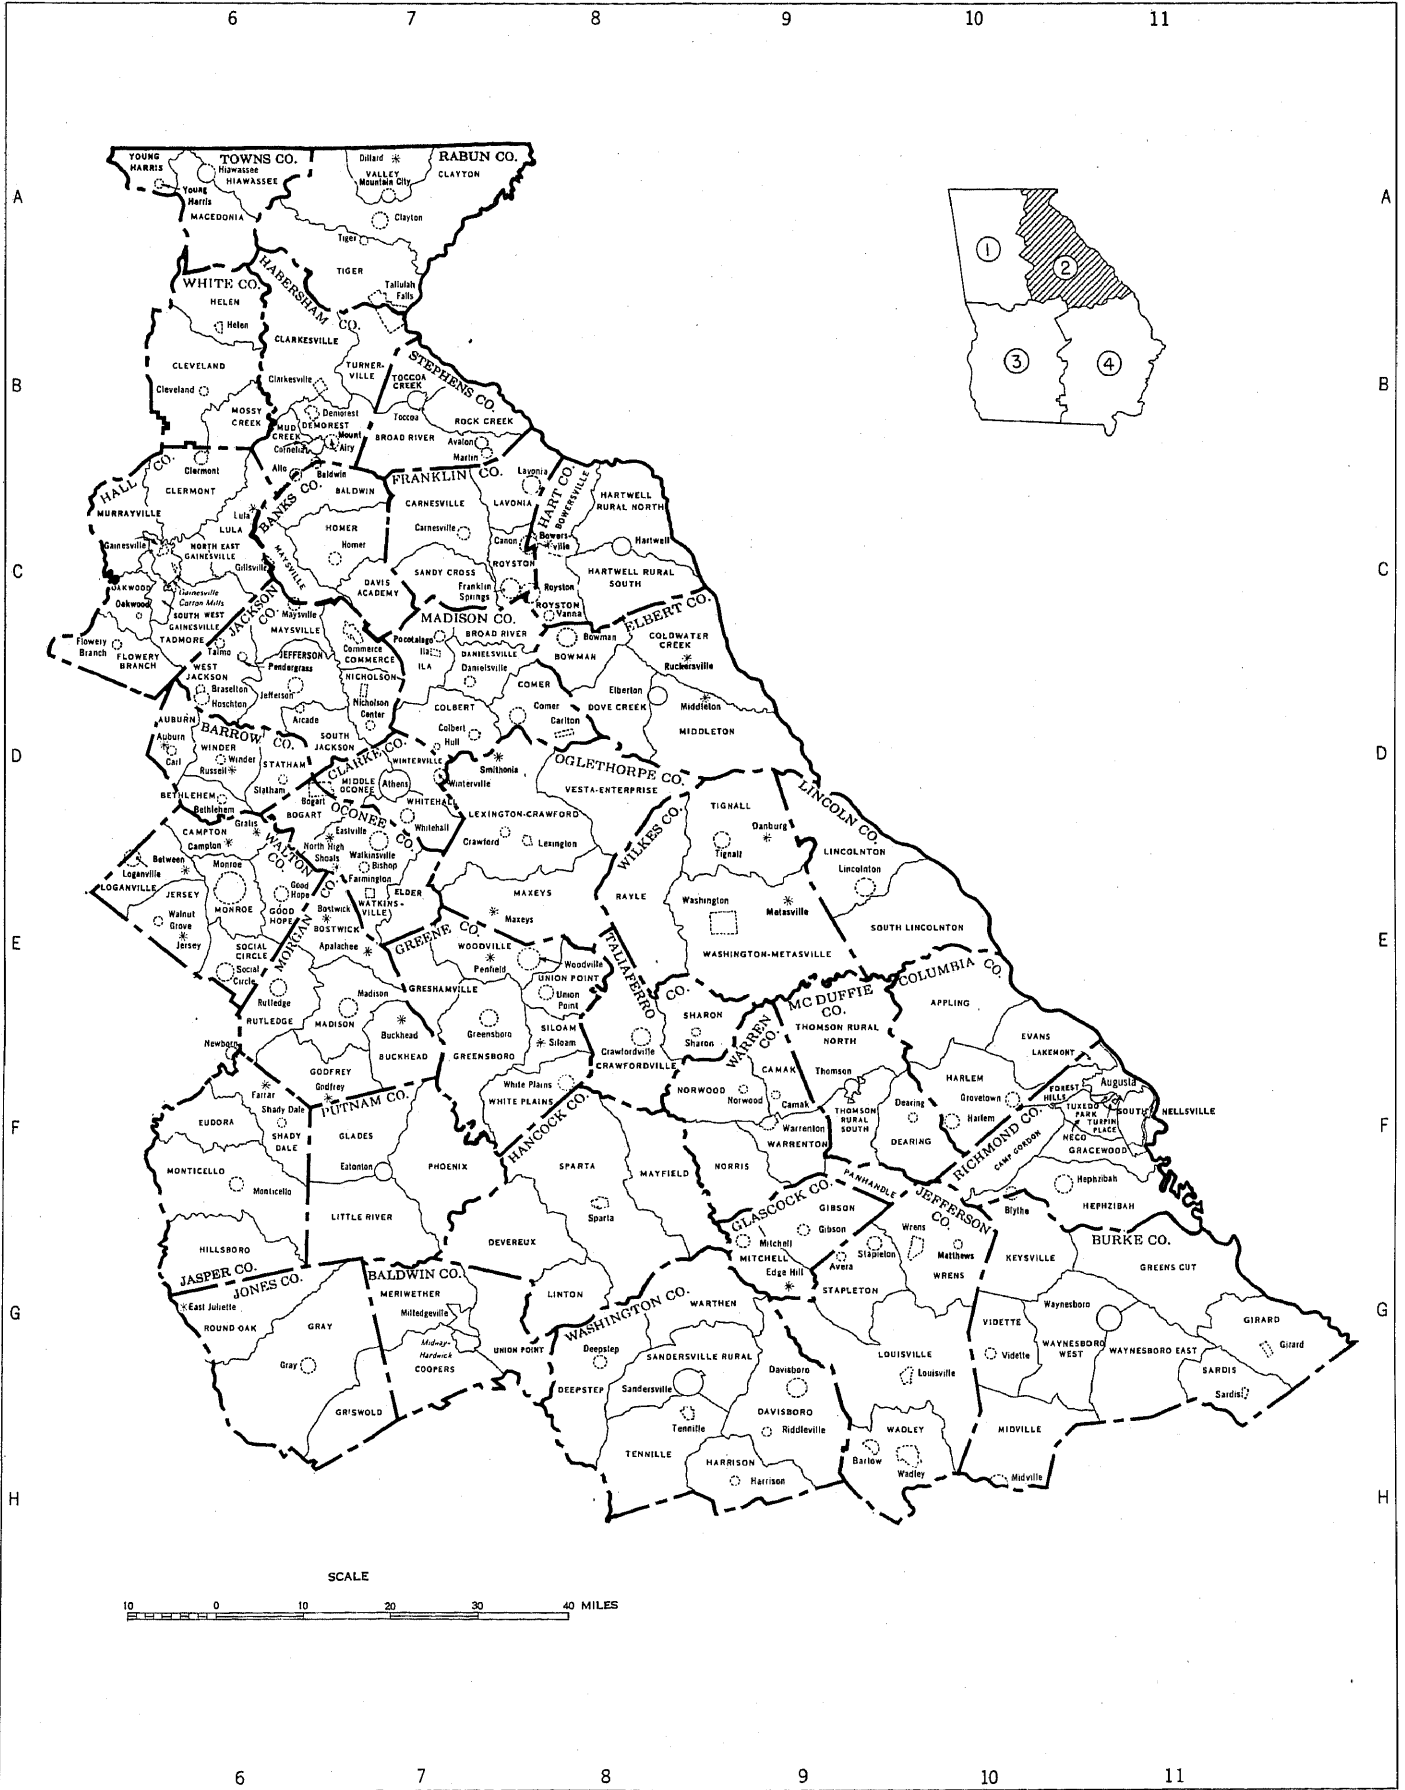 6 7 8 9 10 11
A
A
YOUNG HARRIS
TOWNS CO.
Hiawassee
HIAWASSEE
Young Harris
MACEDONIA
Dillard
RABUN CO.
VALLEY
CLAYTON
Mountain City
Clayton
Tiger
TIGER
Tallulah Falls
1
2
3
4
WHITE CO.
HELEN
Helen
HABERSHAM CO.
CLARKESVILLE
CLEVELAND
Cleveland
TURNER-VILLE
Clarkesville
MOSSY CREEK
Demorest
DEMOREST
MUD CREEK
Mount Airy
Cornelia
Alto
Baldwin
B
B
STEPHENS CO.
TOCCOA CREEK
Toccoa
ROCK CREEK
BROAD RIVER
Avalon
Martin
HALL CO.
Clermont
CLERMONT
MURRAYVILLE
Lula
LULA
Gainesville
NORTH EAST GAINESVILLE
Gillsville
OAKWOOD
Oakwood
Gainesville Cotton Mills
SOUTH WEST GAINESVILLE
TADMORE
Flowery Branch
FLOWERY BRANCH
BANKS CO.
BALDWIN
HOMER
Homer
MAYSVILLE
DAVIS ACADEMY
FRANKLIN CO.
CARNESVILLE
Carnesville
LAVONIA
Lavonia
Canon
ROYSTON
SANDY CROSS
Franklin Springs
Royston
HART CO.
BOWERSVILLE
Bowers-ville
HARTWELL RURAL NORTH
Hartwell
HARTWELL RURAL SOUTH
ROYSTON
Vanna
C
C
JACKSON CO.
Maysville
MAYSVILLE
Talmo
JEFFERSON
Pendergrass
Commerce
COMMERCE
WEST JACKSON
Braselton
Hoschton
Jefferson
NICHOLSON
Nicholson
Center
Arcade
SOUTH JACKSON
MADISON CO.
Pocotalago
BROAD RIVER
Ila
ILA
DANIELSVILLE
Danielsville
COMER
Comer
COLBERT
Colbert
Hull
Carlton
ELBERT CO.
Bowman
BOWMAN
COLDWATER CREEK
Ruckersville
Elberton
DOVE CREEK
Middleton
MIDDLETON
D
D
AUBURN
Auburn
Carl
BARROW CO.
WINDER
Winder
Russell
STATHAM
Statham
BETHLEHEM
Bethlehem
CLARKE CO.
WINTERVILLE
Winterville
MIDDLE OCONEE
Athens
WHITEHALL
Whitehall
Bogart
BOGART
OCONEE CO.
Eastville
North High Shoals
Watkinsville
Bishop
Farmington
WATKINS-VILLE
ELDER
OGLETHORPE CO.
Smithonia
VESTA-ENTERPRISE
LEXINGTON-CRAWFORD
Crawford
Lexington
MAXEYS
Maxeys
WILKES CO.
TIGNALL
Tignall
Danburg
RAYLE
Washington
Metasville
WASHINGTON-METASVILLE
LINCOLN CO.
LINCOLNTON
Lincolnton
SOUTH LINCOLNTON
E
E
WALTON CO.
CAMPTON
Campton
Gratis
Between
Loganville
LOGANVILLE
Monroe
MONROE
JERSEY
Walnut Grove
Jersey
Good Hope
GOOD HOPE
SOCIAL CIRCLE
Social Circle
MORGAN CO.
Bostwick
BOSTWICK
Apalachee
Rutledge
RUTLEDGE
Madison
MADISON
Buckhead
BUCKHEAD
GODFREY
Godfrey
Newborn
GREENE CO.
WOODVILLE
Penfield
Woodville
UNION POINT
Union Point
GRESHAMVILLE
Greensboro
GREENSBORO
SILOAM
Siloam
White Plains
WHITE PLAINS
TALIAFERRO CO.
SHARON
Sharon
Crawfordville
CRAWFORDVILLE
WARREN CO.
CAMAK
Camak
NORWOOD
Norwood
Warrenton
WARRENTON
NORRIS
MC DUFFIE CO.
THOMSON RURAL NORTH
Thomson
THOMSON RURAL SOUTH
Dearing
DEARING
COLUMBIA CO.
APPLING
EVANS
LAKEMONT
HARLEM
Grovetown
Harlem
RICHMOND CO.
FOREST HILLS
Augusta
TUXEDO PARK
SOUTH NELLSVILLE
TURPIN PLACE
NECO
GRACEWOOD
CAMP GORDON
Hephzibah
HEPHZIBAH
Blythe
F
F
Farrar
Shady Dale
EUDORA
SHADY DALE
MONTICELLO
Monticello
HILLSBORO
JASPER CO.
PUTNAM CO.
GLADES
Eatonton
PHOENIX
LITTLE RIVER
HANCOCK CO.
SPARTA
Sparta
MAYFIELD
DEVEREUX
LINTON
GLASCOCK CO.
PANHANDLE
GIBSON
Gibson
Mitchell
MITCHELL
Edge Hill
JEFFERSON CO.
Wrens
Stapleton
Avera
Matthews
WRENS
STAPLETON
LOUISVILLE
Louisville
WADLEY
Bartow
Wadley
BURKE CO.
KEYSVILLE
GREENS CUT
VIDETTE
Vidette
Waynesboro
WAYNESBORO WEST
WAYNESBORO EAST
GIRARD
Girard
SARDIS
Sardis
MIDVILLE
Midville
G
G
JONES CO.
East Juliette
ROUND OAK
GRAY
Gray
GRISWOLD
BALDWIN CO.
MERIWETHER
Milledgeville
Midway-Hardwick
COOPERS
UNION POINT
WASHINGTON CO.
WARTHEN
Deepstep
DEEPSTEP
SANDERSVILLE RURAL
Sandersville
Davisboro
DAVISBORO
Tennille
TENNILLE
Riddleville
HARRISON
Harrison
H
H
SCALE
10 0 10 20 30 40 MILES
6 7 8 9 10 11